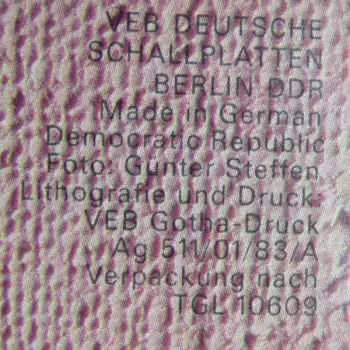 VEB DEUTSCHE
SCHALLPLATTEN
BERLIN DDR
Made in German
Democratic Republic
Foto: Günter Steffen
Lithografie und Druck:
VEB Gotha-Druck
Ag 511/01/83/A
Verpackung nach
TGL 10609